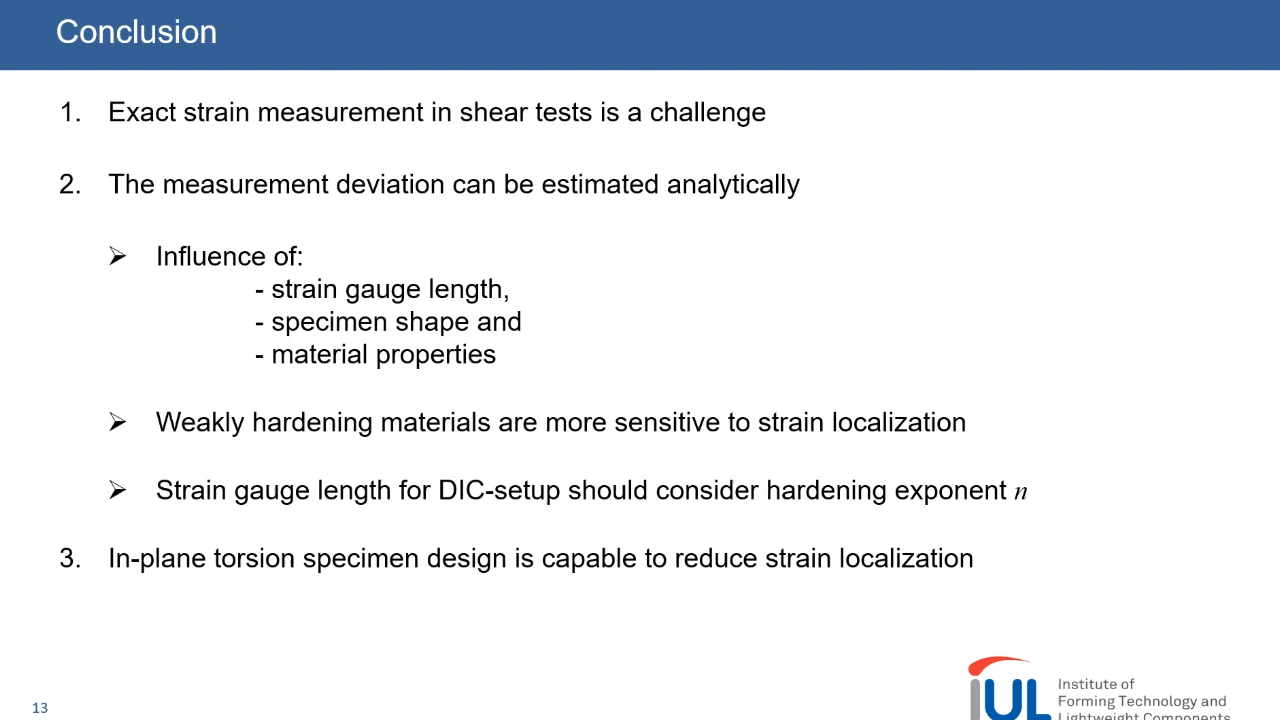 Conclusion
1. Exact strain measurement in shear tests is a challenge
2. The measurement deviation can be estimated analytically
➢ Influence of:
- strain gauge length,
- specimen shape and
- material properties
➢ Weakly hardening materials are more sensitive to strain localization
➢ Strain gauge length for DIC-setup should consider hardening exponent n
3. In-plane torsion specimen design is capable to reduce strain localization
13
iUL
Institute of
Forming Technology and
Lightweight Components